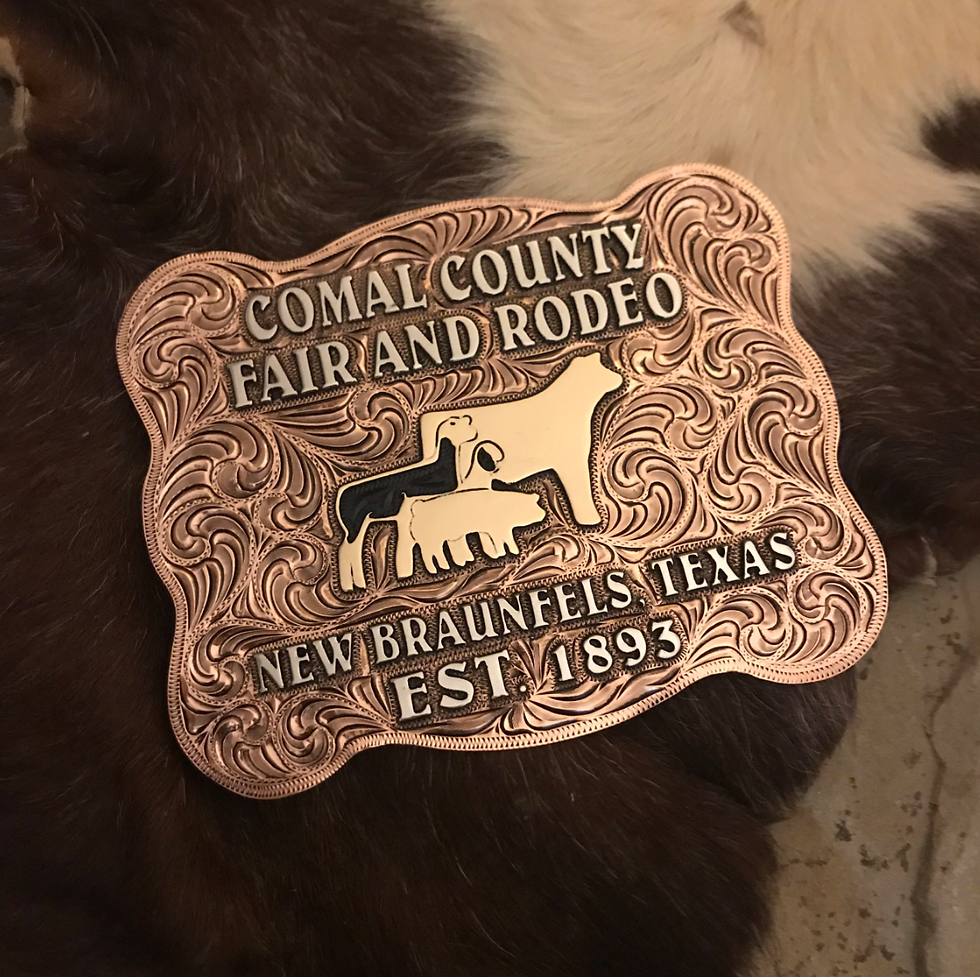 COMAL COUNTY
FAIR AND RODEO
NEW BRAUNFELS, TEXAS
EST. 1893